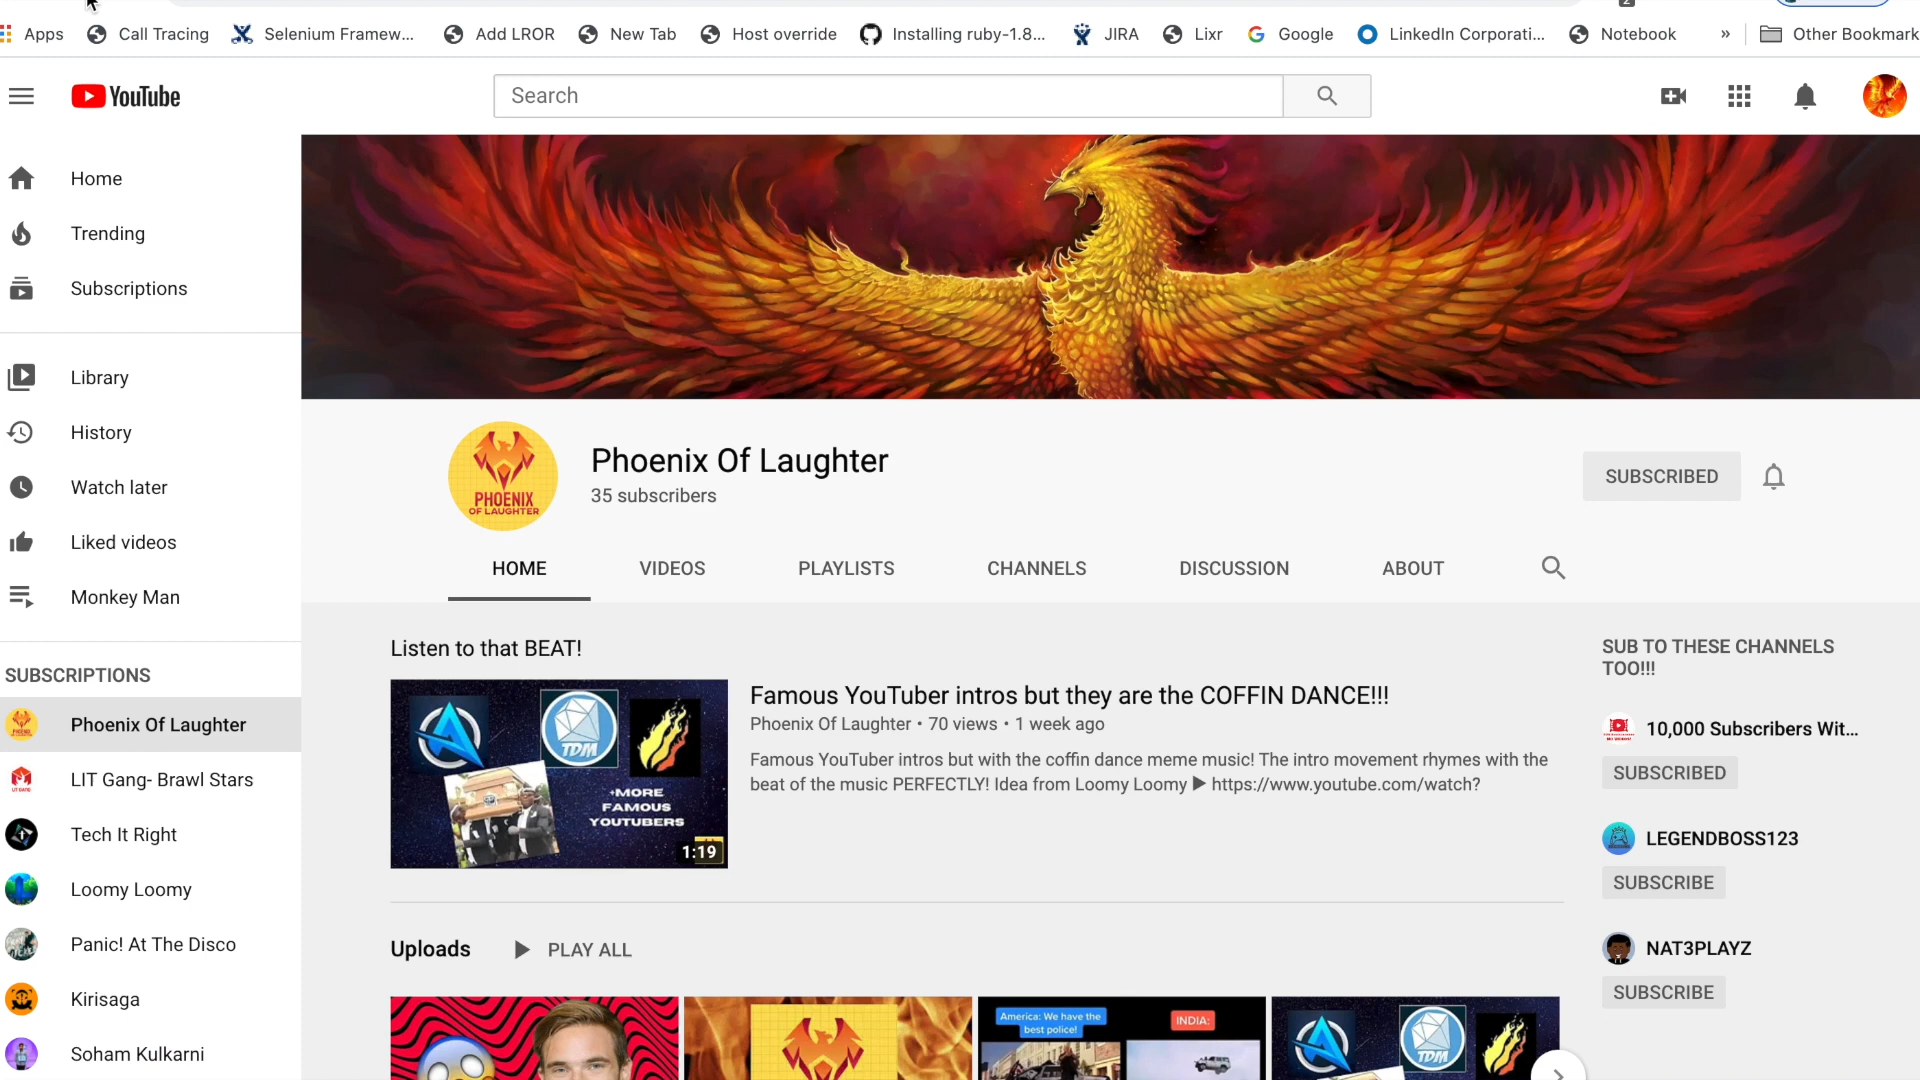 Apps Call Tracing Selenium Framew... Add LROR New Tab Host override Installing ruby-1.8... JIRA Lixr Google LinkedIn Corporati... Notebook » Other Bookmark
YouTube
Search
Home
Trending
Subscriptions
Library
History
Watch later
Liked videos
Monkey Man
SUBSCRIPTIONS
Phoenix Of Laughter
LIT Gang- Brawl Stars
Tech It Right
Loomy Loomy
Panic! At The Disco
Kirisaga
Soham Kulkarni
PHOENIX
OF LAUGHTER
Phoenix Of Laughter
35 subscribers
SUBSCRIBED
HOME VIDEOS PLAYLISTS CHANNELS DISCUSSION ABOUT
Listen to that BEAT!
TDM
+MORE
FAMOUS
YOUTUBERS
1:19
Famous YouTuber intros but they are the COFFIN DANCE!!!
Phoenix Of Laughter • 70 views • 1 week ago
Famous YouTuber intros but with the coffin dance meme music! The intro movement rhymes with the
beat of the music PERFECTLY! Idea from Loomy Loomy ▶ https://www.youtube.com/watch?
Uploads PLAY ALL
America: We have the
best police!
INDIA:
TDM
SUB TO THESE CHANNELS
TOO!!!
10,000 Subscribers Wit...
SUBSCRIBED
LEGENDBOSS123
SUBSCRIBE
NAT3PLAYZ
SUBSCRIBE